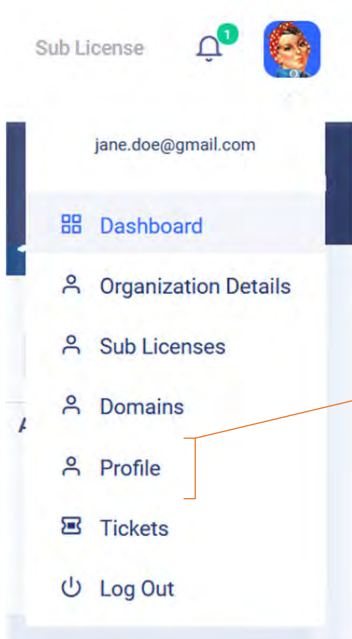 Sub License
1
jane.doe@gmail.com
Dashboard
Organization Details
Sub Licenses
Domains
Profile
Tickets
Log Out